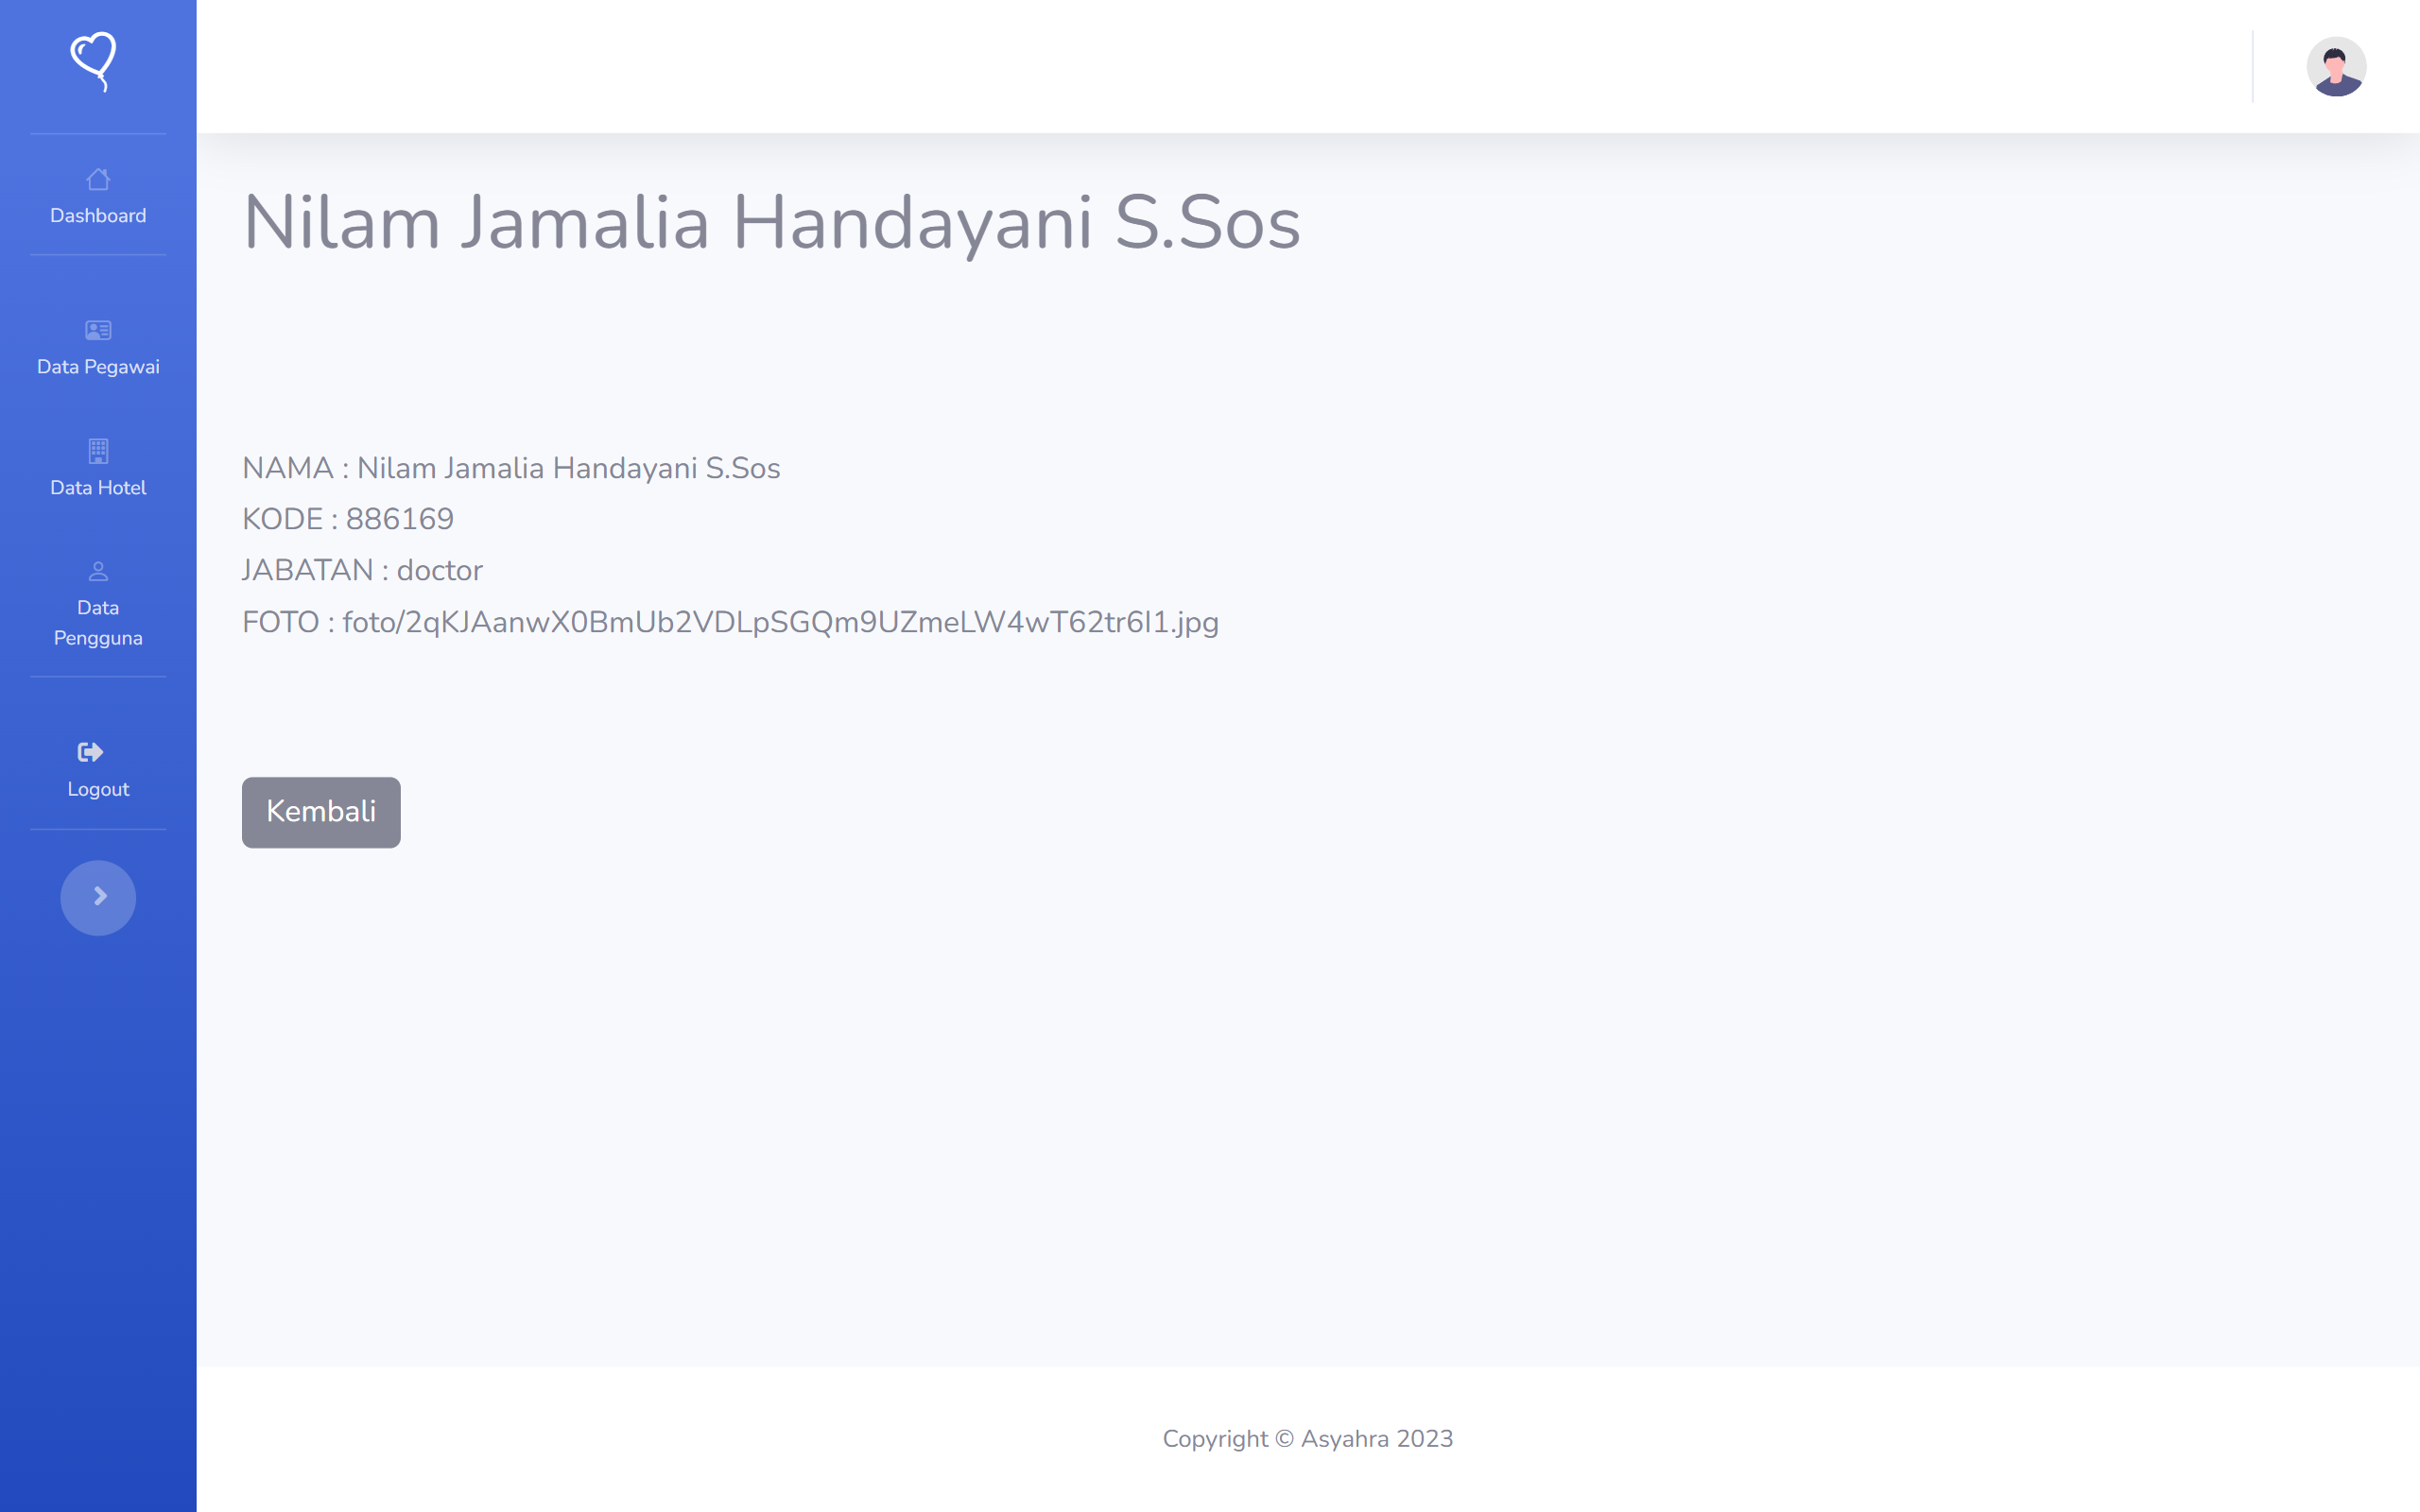 Dashboard
Data Pegawai
Data Hotel
Data
Pengguna
Logout
Nilam Jamalia Handayani S.Sos
NAMA : Nilam Jamalia Handayani S.Sos
KODE : 886169
JABATAN : doctor
FOTO : foto/2qKJAanwX0BmUb2VDLpSGQm9UZmeLW4wT62tr6I1.jpg
Kembali
Copyright © Asyahra 2023